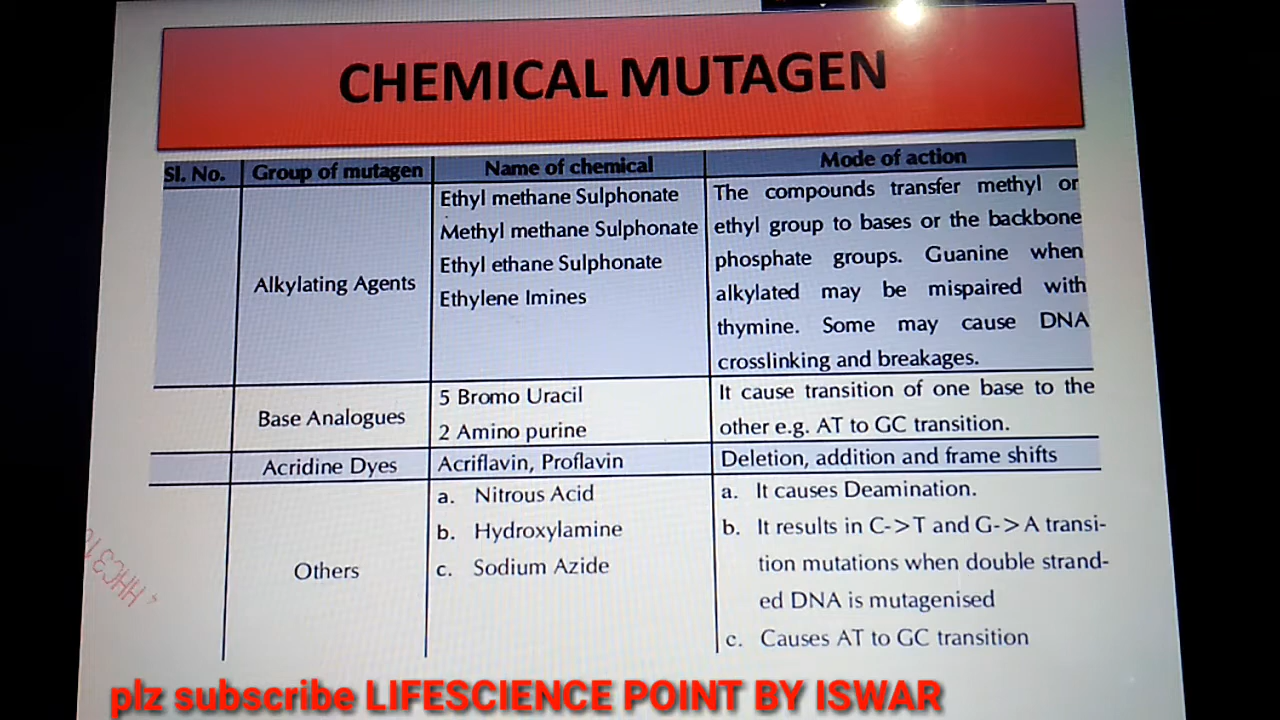 CHEMICAL MUTAGEN
Sl. No. Group of mutagen Name of chemical Mode of action
Alkylating Agents
Ethyl methane Sulphonate
Methyl methane Sulphonate
Ethyl ethane Sulphonate
Ethylene Imines
The compounds transfer methyl or
ethyl group to bases or the backbone
phosphate groups. Guanine when
alkylated may be mispaired with
thymine. Some may cause DNA
crosslinking and breakages.
Base Analogues
5 Bromo Uracil
2 Amino purine
It cause transition of one base to the
other e.g. AT to GC transition.
Acridine Dyes
Acriflavin, Proflavin
Deletion, addition and frame shifts
Others
a. Nitrous Acid
b. Hydroxylamine
c. Sodium Azide
a. It causes Deamination.
b. It results in C->T and G->A transi-
tion mutations when double strand-
ed DNA is mutagenised
c. Causes AT to GC transition
plz subscribe LIFESCIENCE POINT BY ISWAR